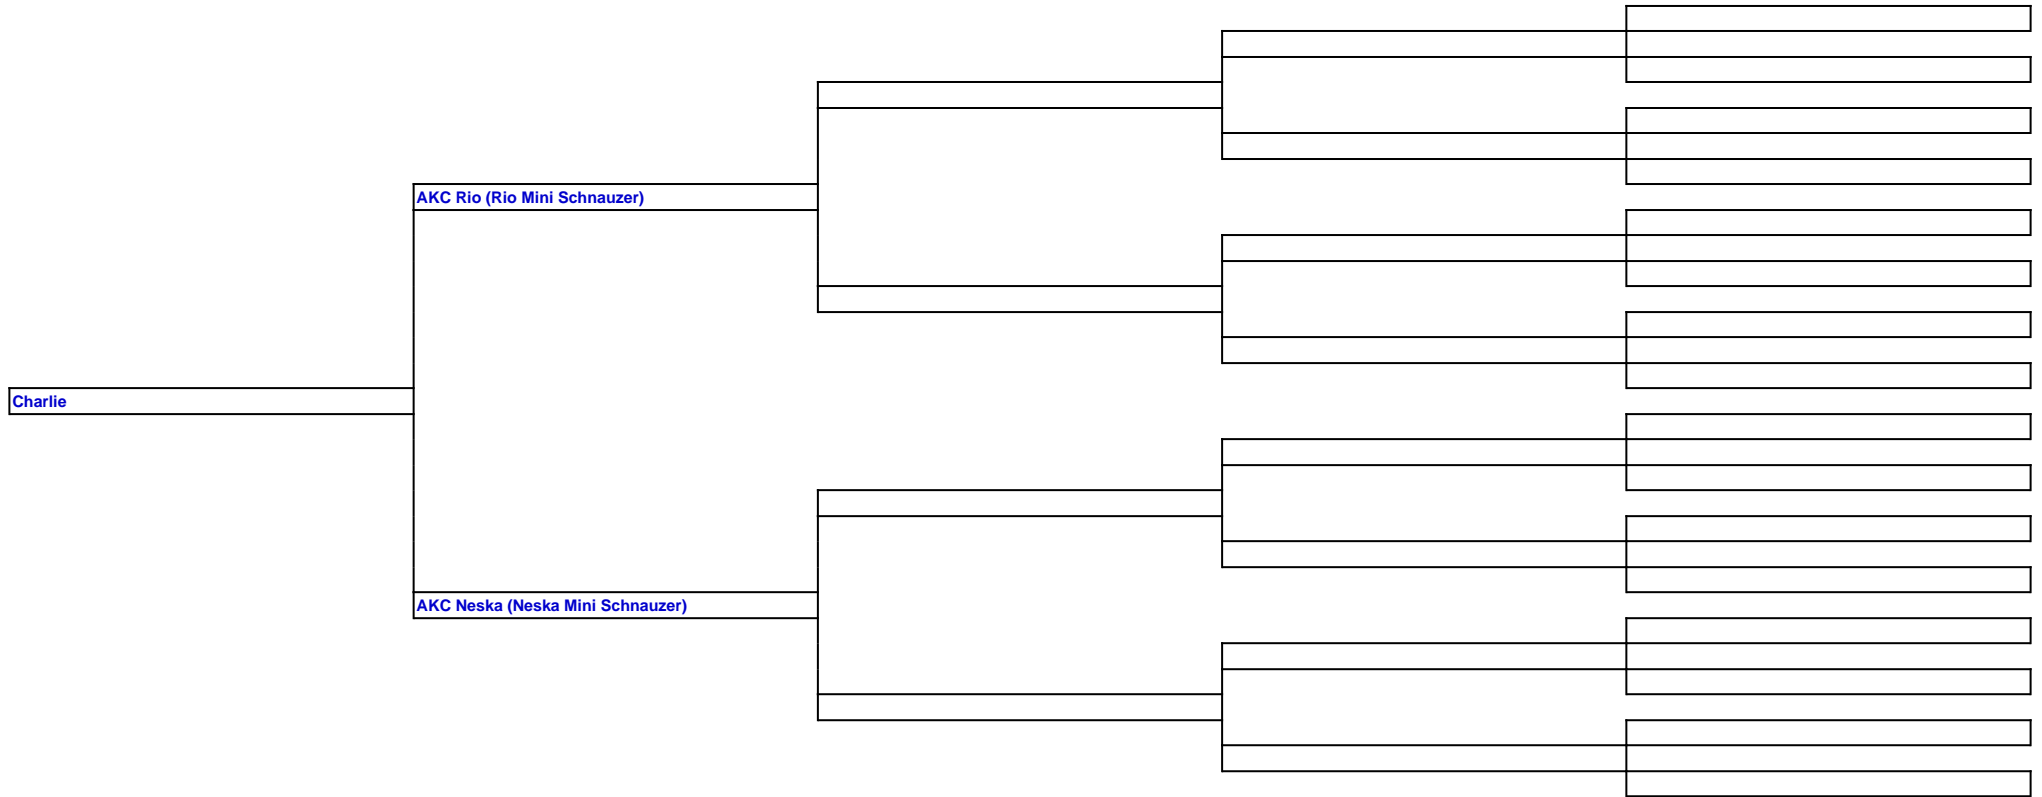 AKC Rio (Rio Mini Schnauzer)
Charlie
AKC Neska (Neska Mini Schnauzer)